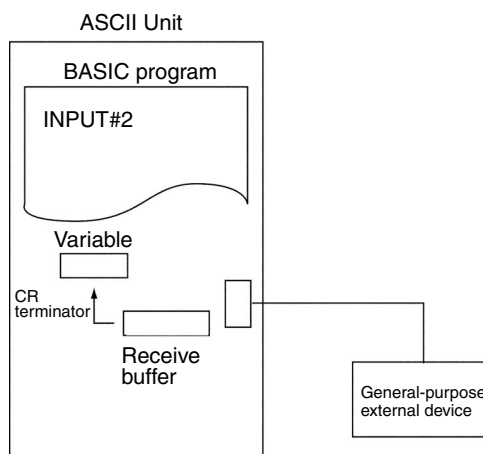 ASCII Unit
BASIC program
INPUT#2
Variable
CR
terminator
Receive
buffer
General-purpose
external device